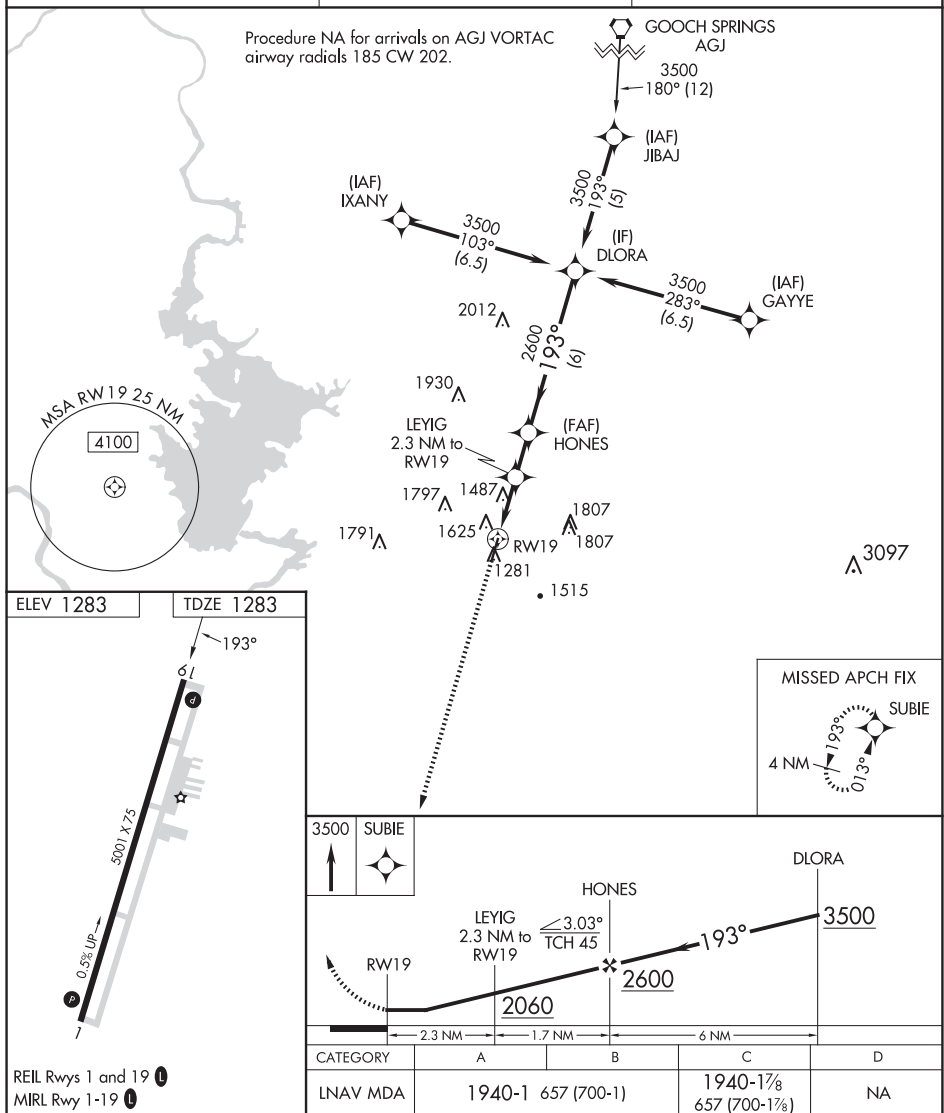 Procedure NA for arrivals on AGJ VORTAC
airway radials 185 CW 202.
GOOCH SPRINGS
AGJ
3500
180° (12)
(IAF)
JIBAJ
3500
193°
(5)
(IAF)
IXANY
3500
103°
(6.5)
(IF)
DLORA
3500
283°
(6.5)
(IAF)
GAYYE
2012
2600
193°
(6)
1930
MSA RW19 25 NM
4100
LEYIG
2.3 NM to
RW19
(FAF)
HONES
1797
1487
1625
1807
1807
1791
RW19
1281
3097
1515
ELEV 1283
TDZE 1283
193°
19
P
5001 X 75
0.5% UP
P
1
REIL Rwys 1 and 19 L
MIRL Rwy 1-19 L
MISSED APCH FIX
SUBIE
193°
4 NM
013°
3500
SUBIE
DLORA
HONES
LEYIG
2.3 NM to
RW19
3.03°
TCH 45
193°
3500
RW19
2600
2060
2.3 NM
1.7 NM
6 NM
CATEGORY A B C D
LNAV MDA 1940-1 657 (700-1) 1940-1⅞ NA
657 (700-1⅞)